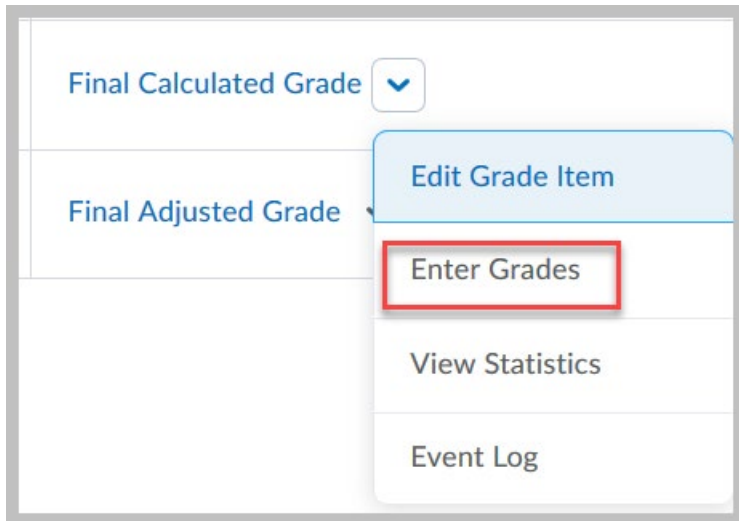 Final Calculated Grade
Edit Grade Item
Final Adjusted Grade
Enter Grades
View Statistics
Event Log